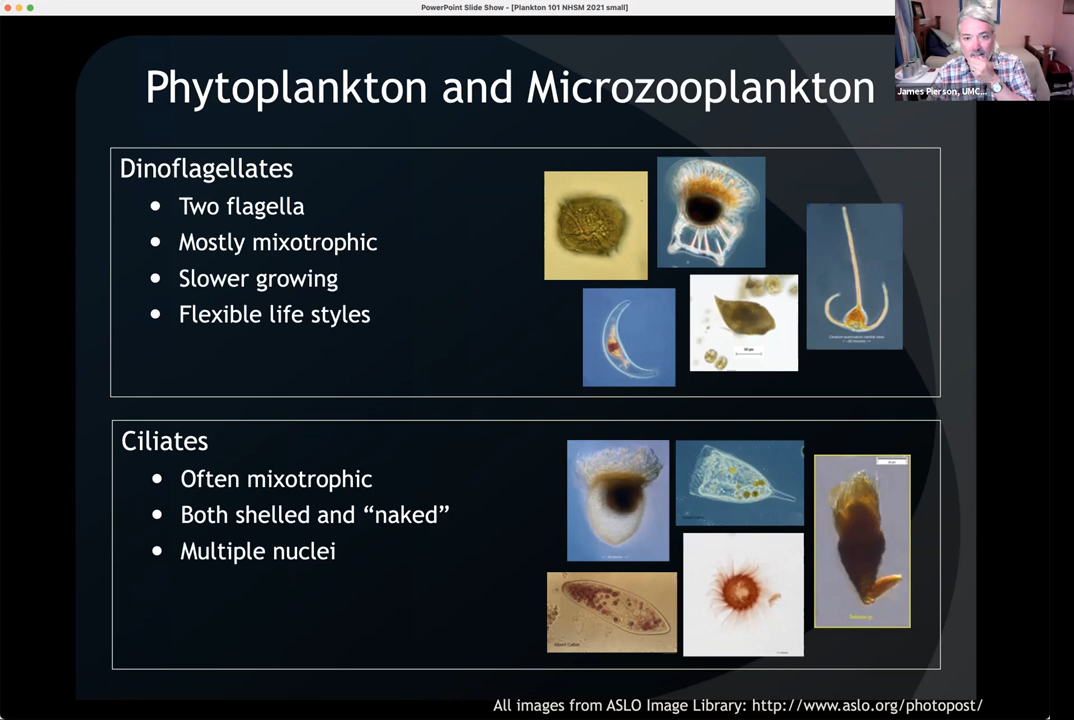 PowerPoint Slide Show - [Plankton 101 NHSM 2021 small]
James Pierson, UMC...
Phytoplankton and Microzooplankton
Dinoflagellates
• Two flagella
• Mostly mixotrophic
• Slower growing
• Flexible life styles
Ciliates
• Often mixotrophic
• Both shelled and “naked”
• Multiple nuclei
Albert Calbet
All images from ASLO Image Library: http://www.aslo.org/photopost/